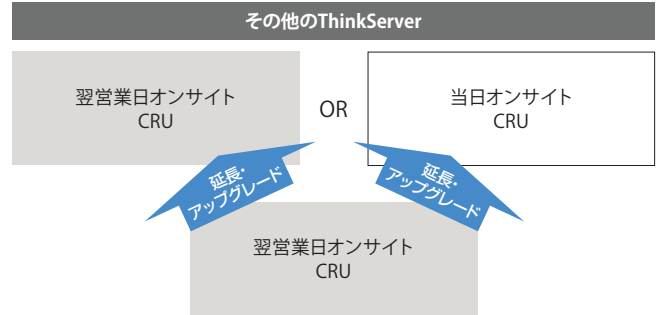 その他のThinkServer
翌営業日オンサイト
CRU
OR
当日オンサイト
CRU
延長・
アップグレード
延長・
アップグレード
翌営業日オンサイト
CRU